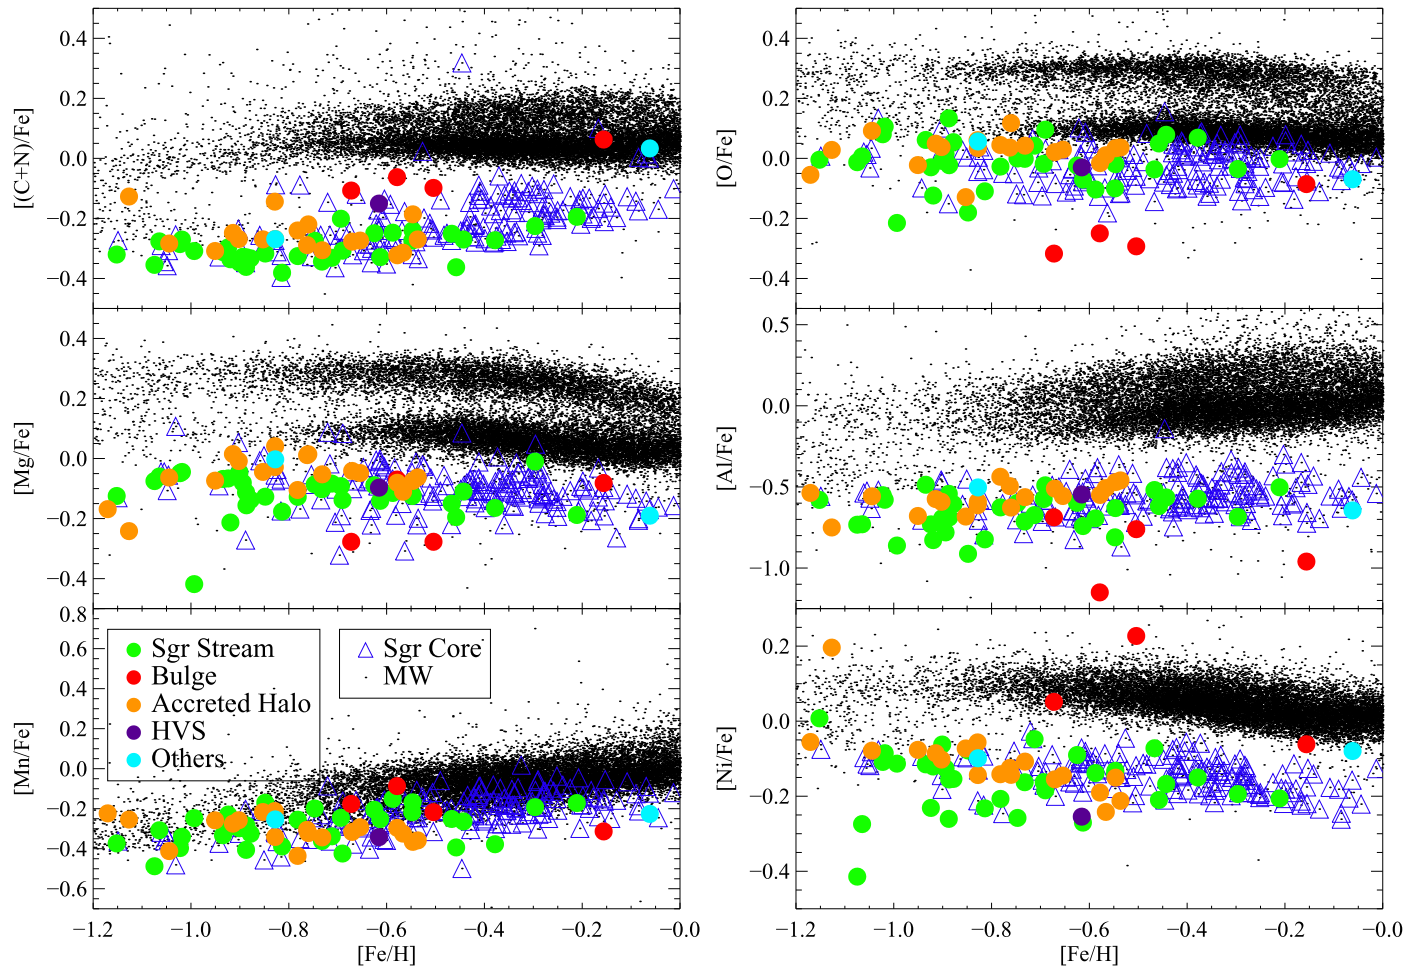 0.4
0.2
0.0
−0.2
−0.4
[(C+N)/Fe]
0.4
0.2
0.0
−0.2
−0.4
[O/Fe]
0.4
0.2
0.0
−0.2
−0.4
[Mg/Fe]
0.5
0.0
−0.5
−1.0
[Al/Fe]
0.8
0.6
0.4
0.2
0.0
−0.2
−0.4
−0.6
[Mn/Fe]
Sgr Stream
Bulge
Accreted Halo
HVS
Others
Sgr Core
MW
0.2
0.0
−0.2
−0.4
[Ni/Fe]
−1.2 −1.0 −0.8 −0.6 −0.4 −0.2 −0.0
[Fe/H]
−1.2 −1.0 −0.8 −0.6 −0.4 −0.2 −0.0
[Fe/H]